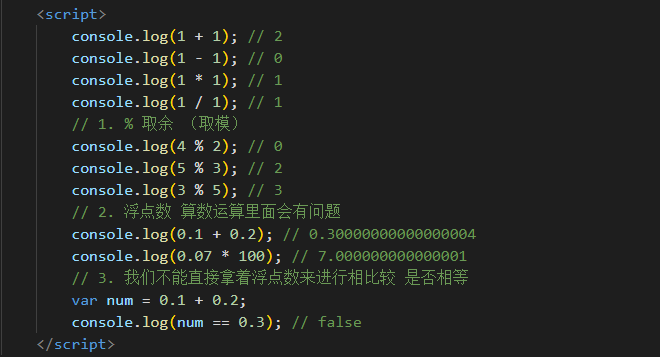 <script>
console.log(1 + 1); // 2
console.log(1 - 1); // 0
console.log(1 * 1); // 1
console.log(1 / 1); // 1
// 1. % 取余 （取模）
console.log(4 % 2); // 0
console.log(5 % 3); // 2
console.log(3 % 5); // 3
// 2. 浮点数 算数运算里面会有问题
console.log(0.1 + 0.2); // 0.30000000000000004
console.log(0.07 * 100); // 7.000000000000001
// 3. 我们不能直接拿着浮点数来进行相比较 是否相等
var num = 0.1 + 0.2;
console.log(num == 0.3); // false
</script>